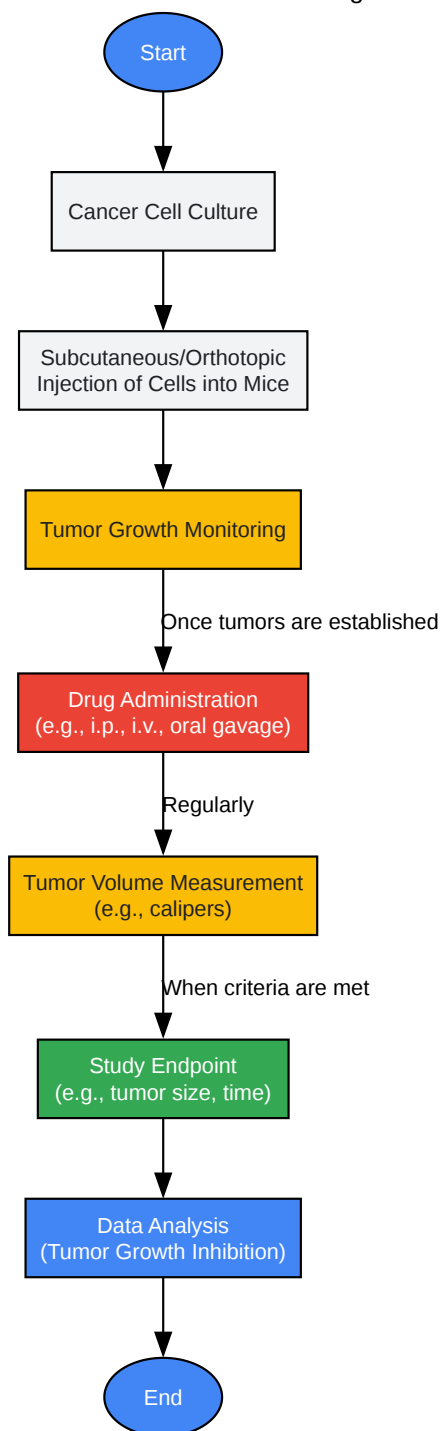 Start
Cancer Cell Culture
Subcutaneous/Orthotopic
Injection of Cells into Mice
Tumor Growth Monitoring
Once tumors are established
Drug Administration
(e.g., i.p., i.v., oral gavage)
Regularly
Tumor Volume Measurement
(e.g., calipers)
When criteria are met
Study Endpoint
(e.g., tumor size, time)
Data Analysis
(Tumor Growth Inhibition)
End